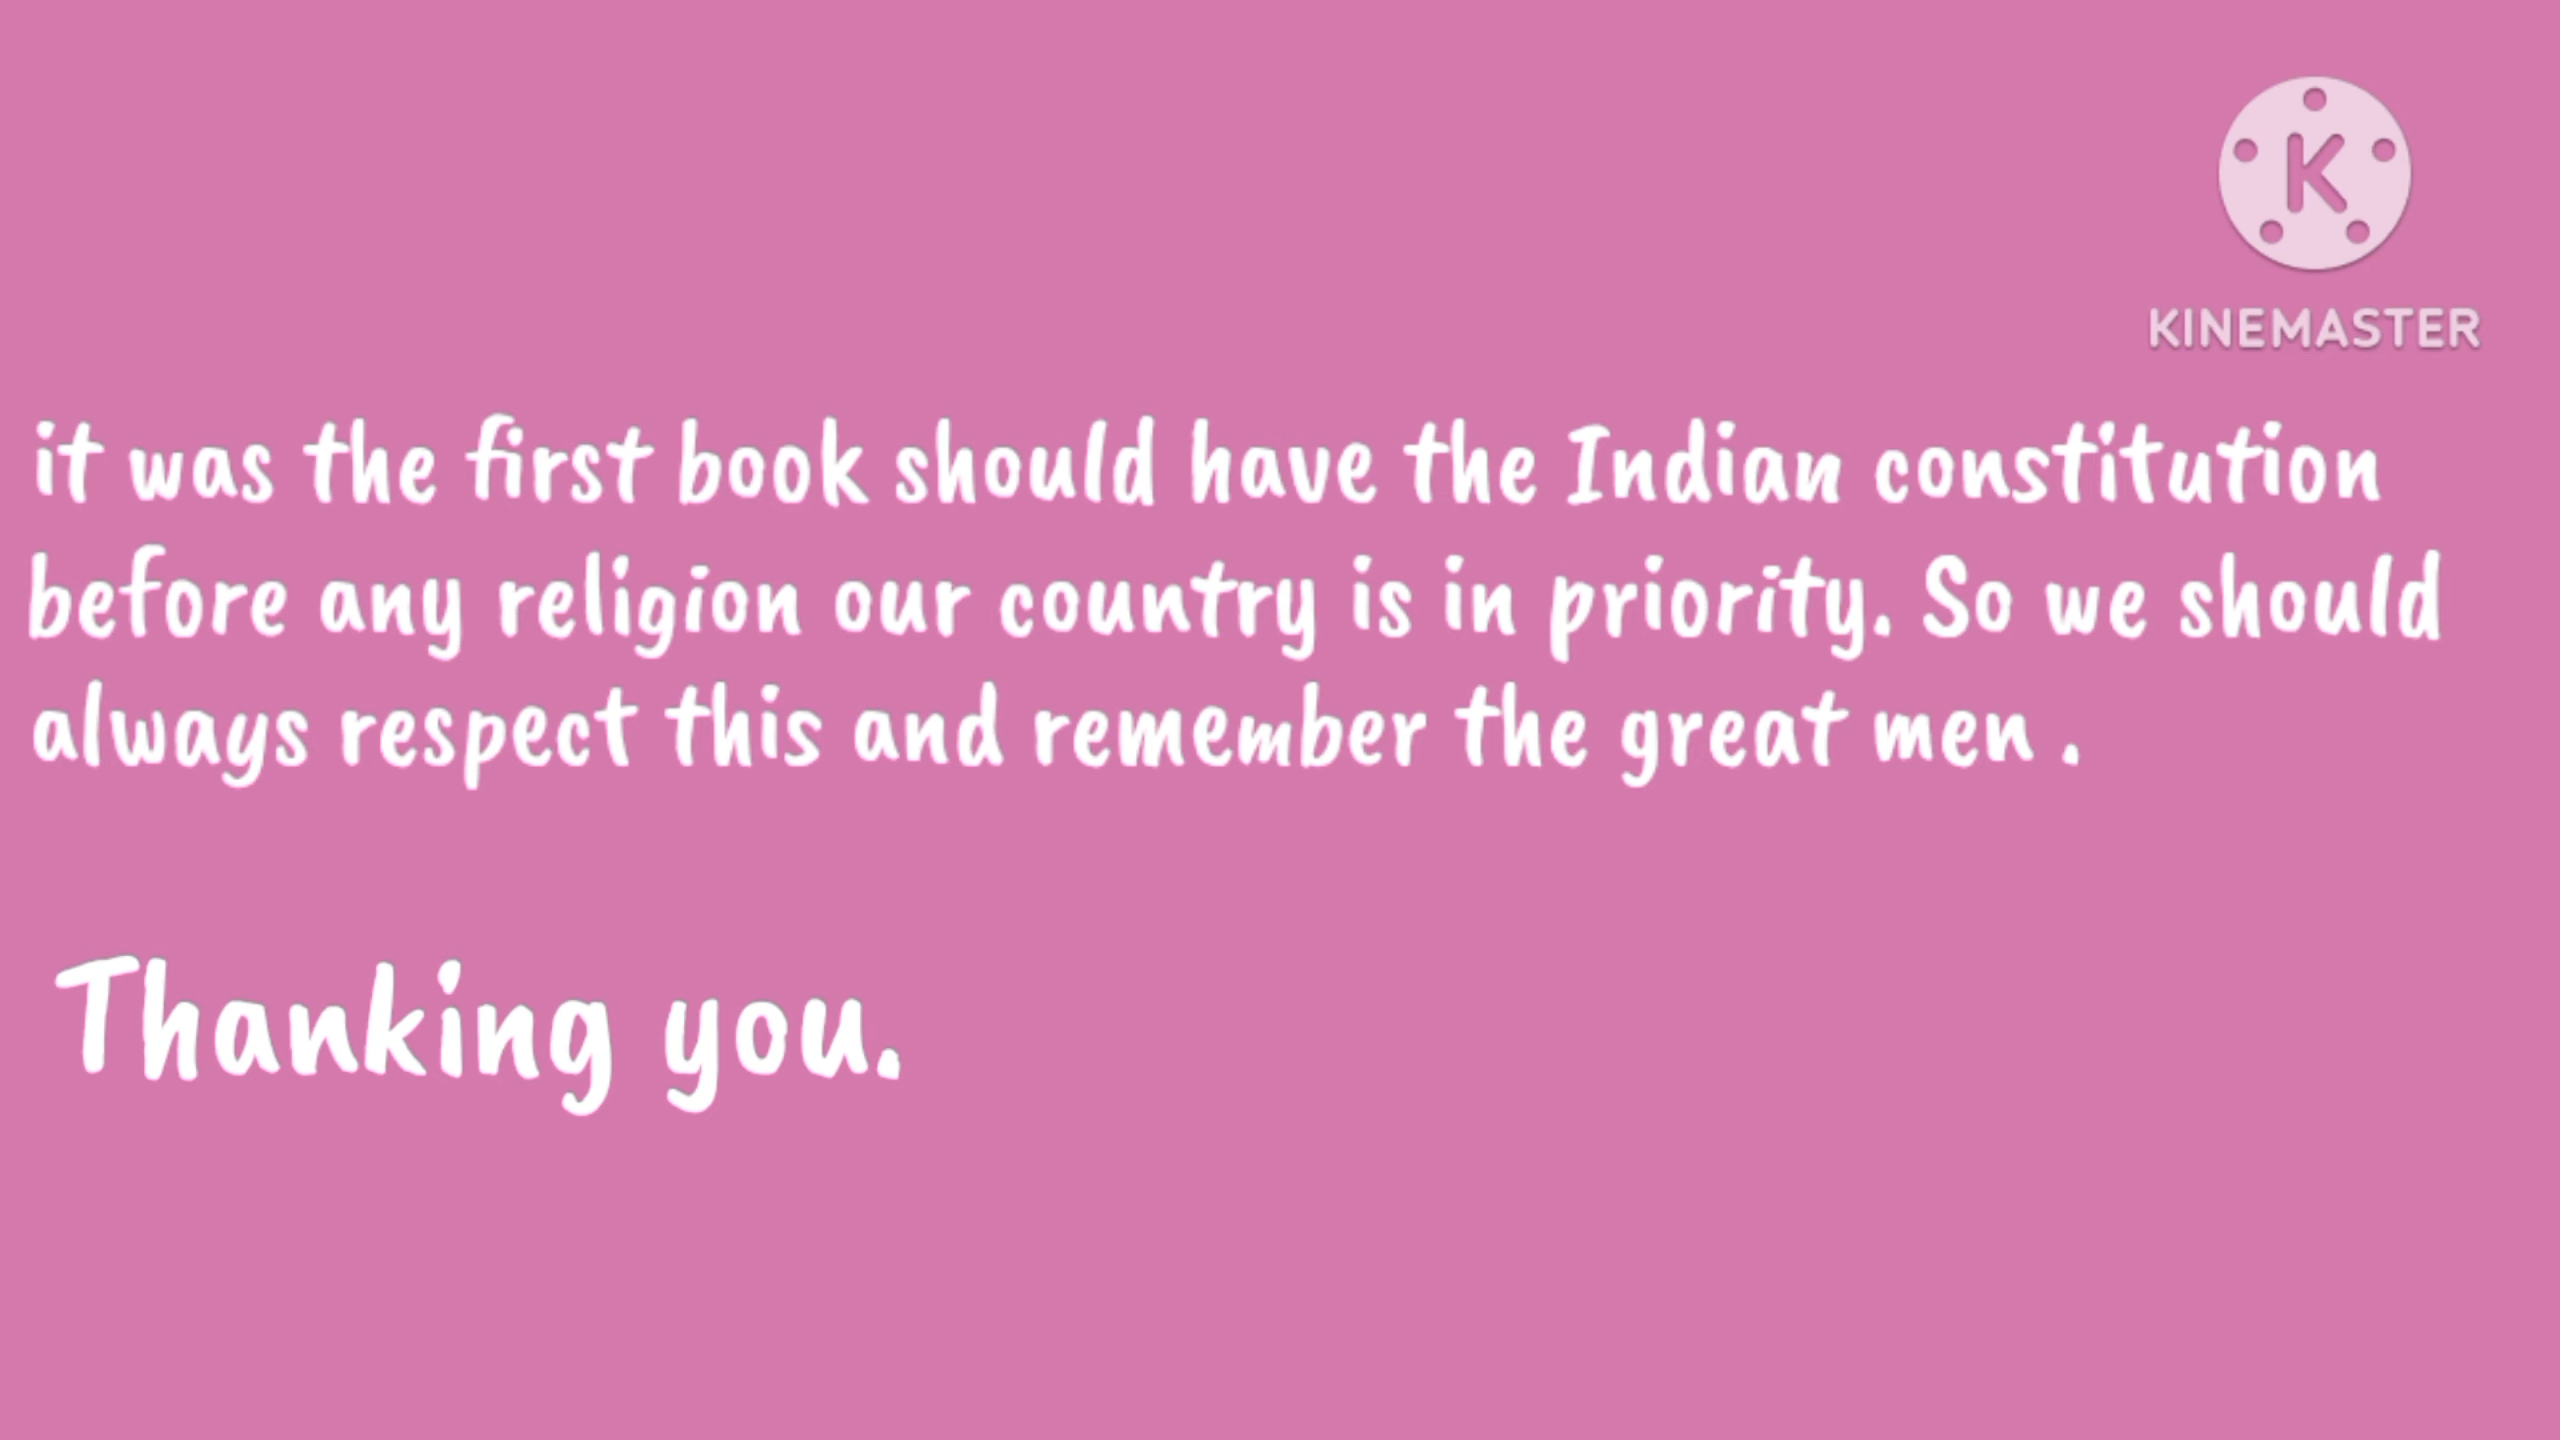 K
KINEMASTER
it was the first book should have the Indian constitution
before any religion our country is in priority. So we should
always respect this and remember the great men .
Thanking you.